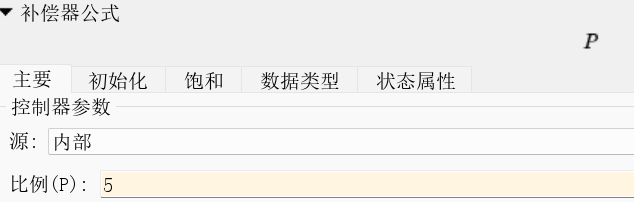 补偿器公式
P
主要 初始化 饱和 数据类型 状态属性
控制器参数
源: 内部
比例(P): 5